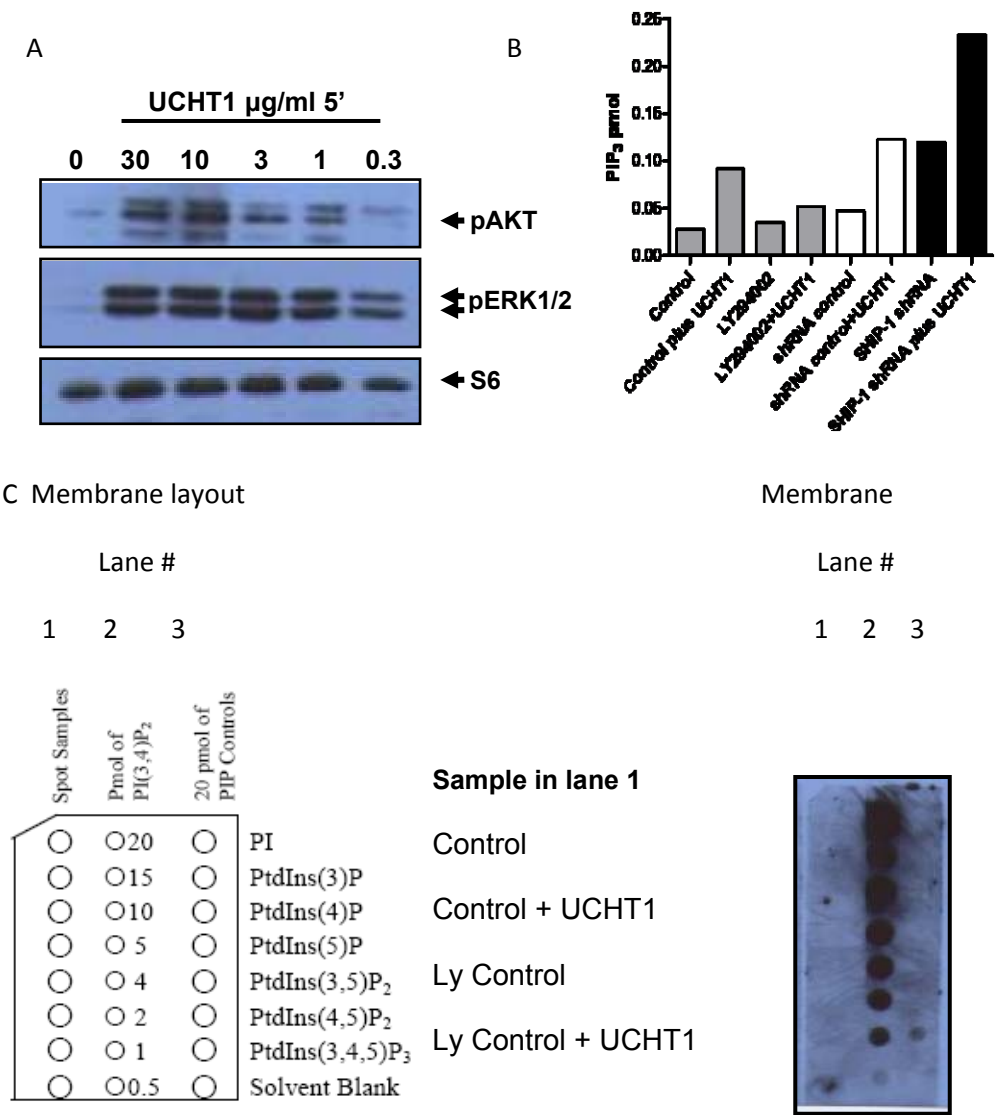 A
UCHT1 µg/ml 5’
0 30 10 3 1 0.3
pAKT
pERK1/2
S6
B
PIP3 pmol
0.25
0.20
0.15
0.10
0.05
0.00
Control
Control plus UCHT1
LY294002
LY294002+UCHT1
shRNA control
shRNA control+UCHT1
SHIP-1 shRNA
SHIP-1 shRNA plus UCHT1
C Membrane layout
Lane #
1 2 3
Spot Samples
Pmol of
PI(3,4)P2
20 pmol of
PIP Controls
20 PI
15 PtdIns(3)P
10 PtdIns(4)P
5 PtdIns(5)P
4 PtdIns(3,5)P2
2 PtdIns(4,5)P2
1 PtdIns(3,4,5)P3
0.5 Solvent Blank
Sample in lane 1
Control
Control + UCHT1
Ly Control
Ly Control + UCHT1
Membrane
Lane #
1 2 3